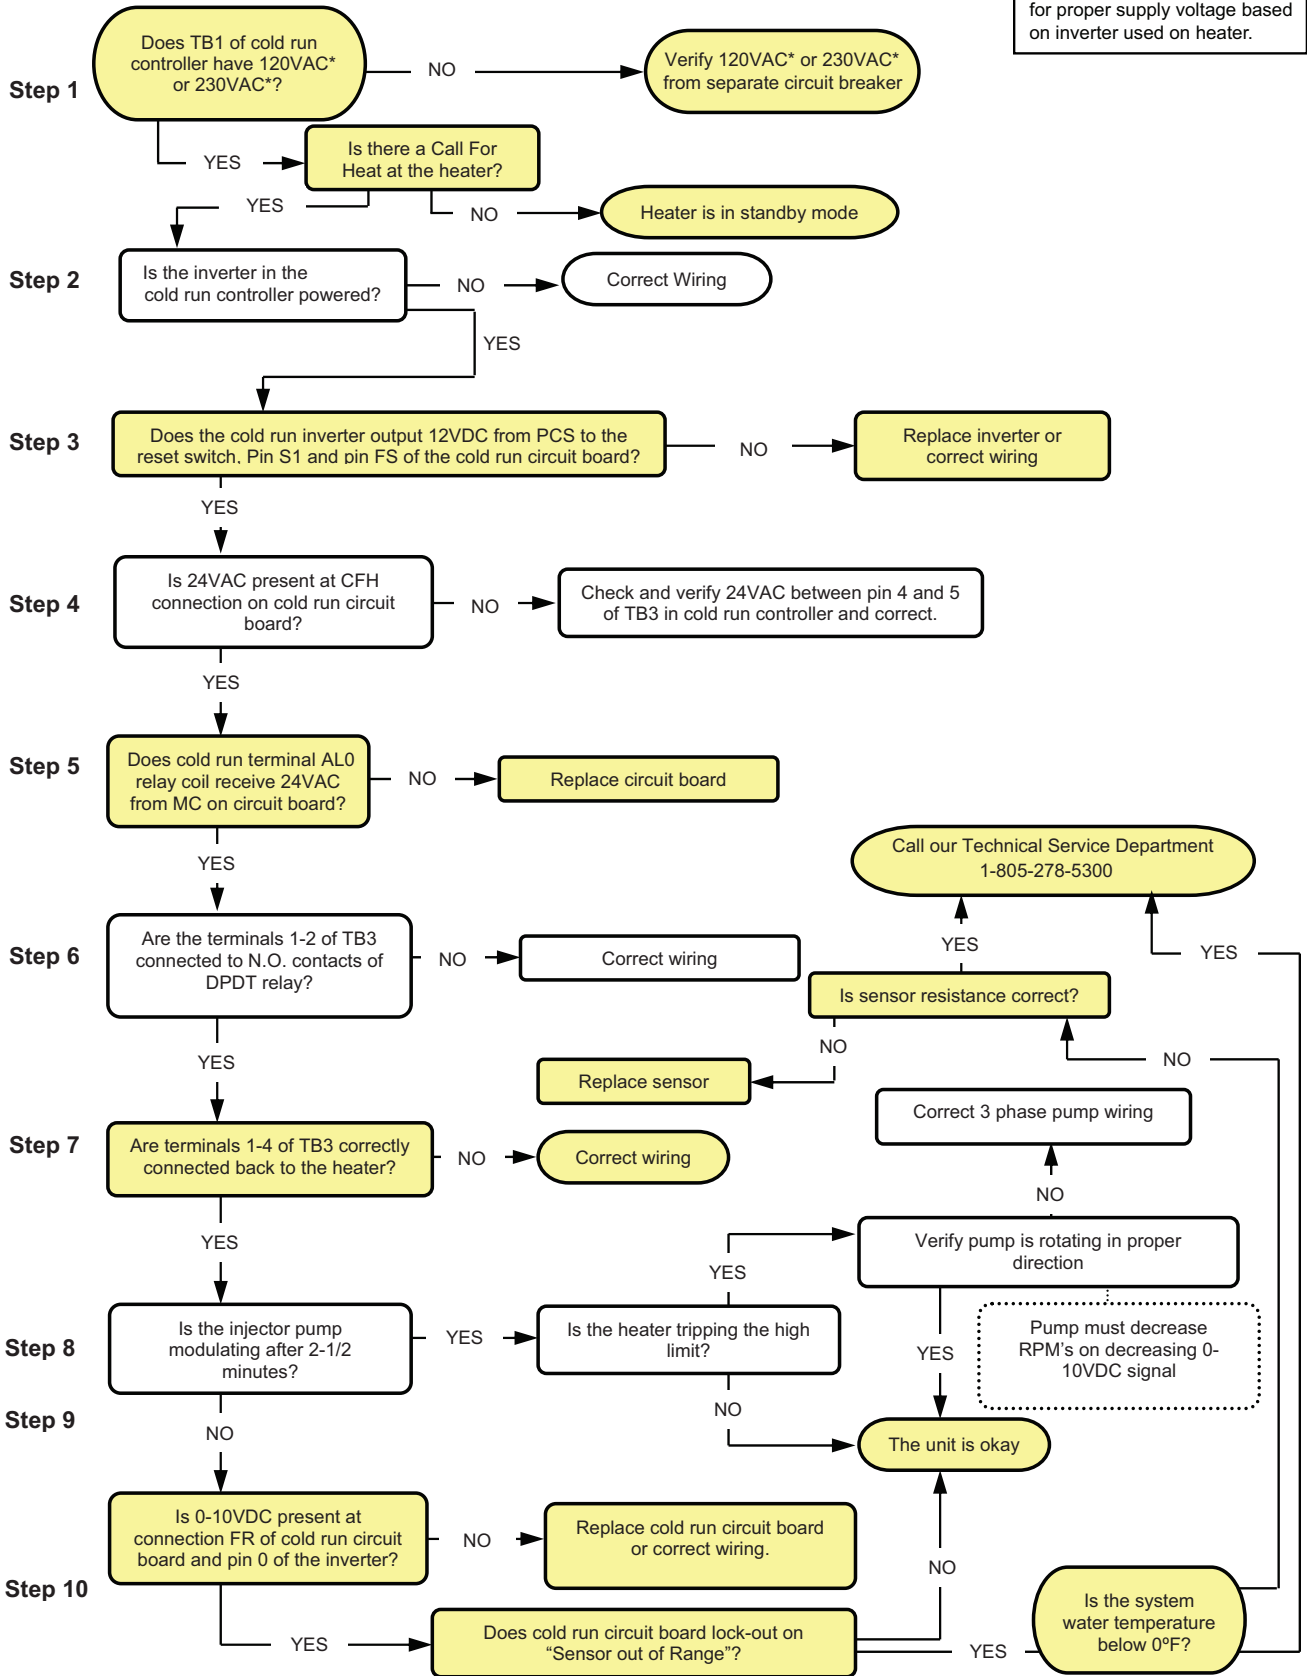 for proper supply voltage based
on inverter used on heater.
Step 1
Does TB1 of cold run
controller have 120VAC*
or 230VAC*?
NO
Verify 120VAC* or 230VAC*
from separate circuit breaker
YES
Is there a Call For
Heat at the heater?
YES
NO
Heater is in standby mode
Step 2
Is the inverter in the
cold run controller powered?
NO
Correct Wiring
YES
Step 3
Does the cold run inverter output 12VDC from PCS to the
reset switch, Pin S1 and pin FS of the cold run circuit board?
NO
Replace inverter or
correct wiring
YES
Step 4
Is 24VAC present at CFH
connection on cold run circuit
board?
NO
Check and verify 24VAC between pin 4 and 5
of TB3 in cold run controller and correct.
YES
Step 5
Does cold run terminal AL0
relay coil receive 24VAC
from MC on circuit board?
NO
Replace circuit board
YES
Call our Technical Service Department
1-805-278-5300
Step 6
Are the terminals 1-2 of TB3
connected to N.O. contacts of
DPDT relay?
NO
Correct wiring
YES
YES
Is sensor resistance correct?
NO
NO
YES
Replace sensor
Correct 3 phase pump wiring
Step 7
Are terminals 1-4 of TB3 correctly
connected back to the heater?
NO
Correct wiring
NO
YES
Verify pump is rotating in proper
direction
YES
Step 8
Is the injector pump
modulating after 2-1/2
minutes?
YES
Is the heater tripping the high
limit?
YES
Pump must decrease
RPM's on decreasing 0-
10VDC signal
Step 9
NO
NO
The unit is okay
Is 0-10VDC present at
connection FR of cold run circuit
board and pin 0 of the inverter?
NO
Replace cold run circuit board
or correct wiring.
NO
Step 10
YES
Does cold run circuit board lock-out on
“Sensor out of Range”?
YES
Is the system
water temperature
below 0ºF?